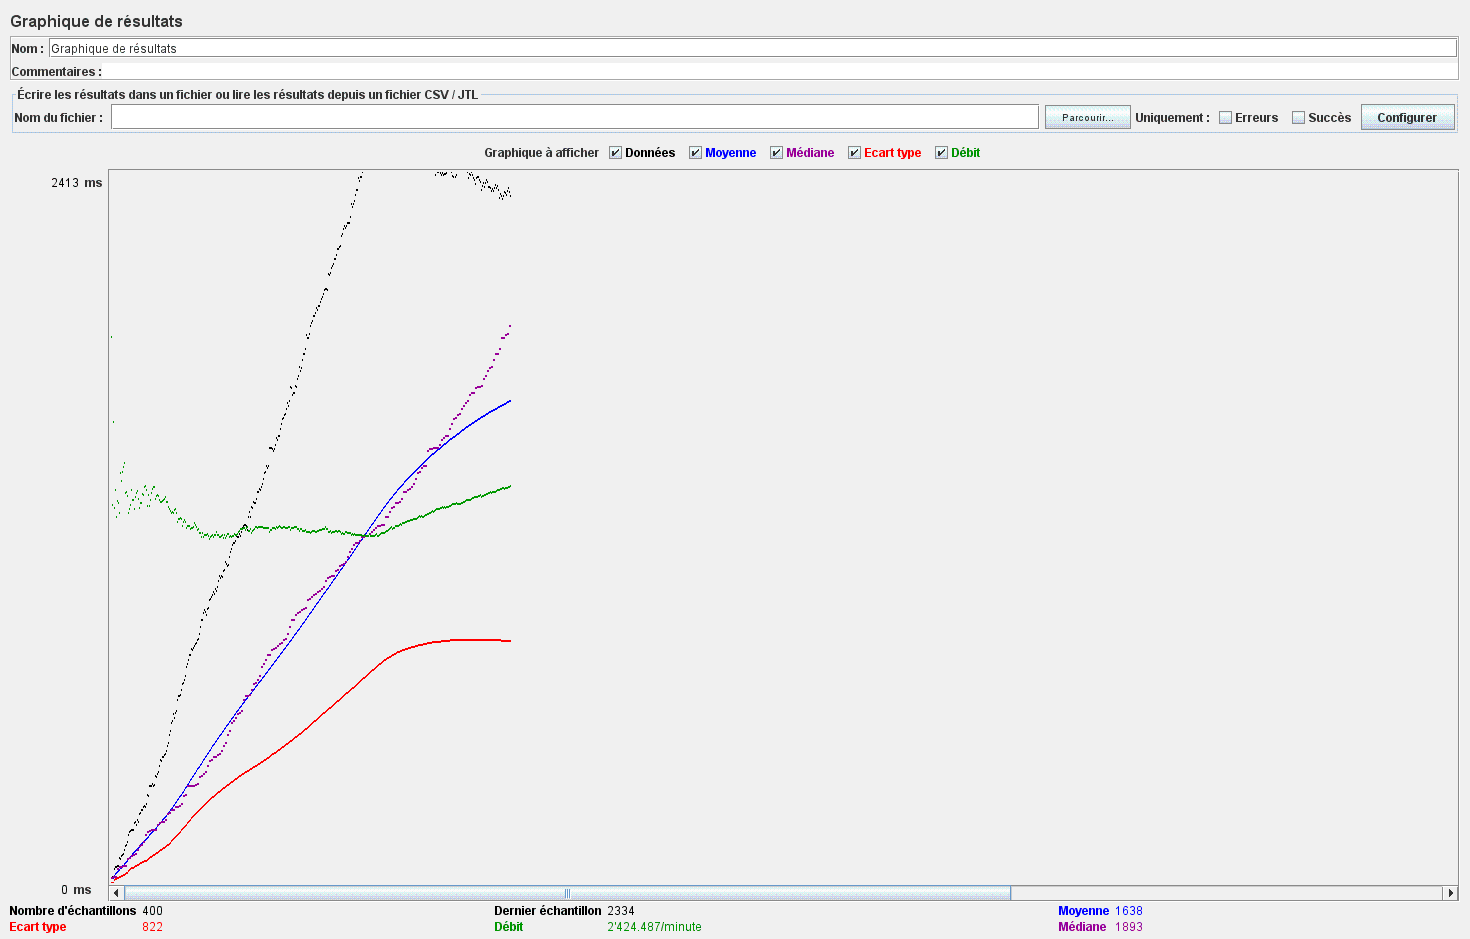 Graphique de résultats
Nom : Graphique de résultats
Commentaires :
Écrire les résultats dans un fichier ou lire les résultats depuis un fichier CSV / JTL
Nom du fichier : Parcourir... Uniquement : Erreurs Succès Configurer
Graphique à afficher Données Moyenne Médiane Ecart type Débit
2413 ms
0 ms
Nombre d'échantillons 400 Dernier échantillon 2334 Moyenne 1638
Ecart type 822 Débit 2'424.487/minute Médiane 1893